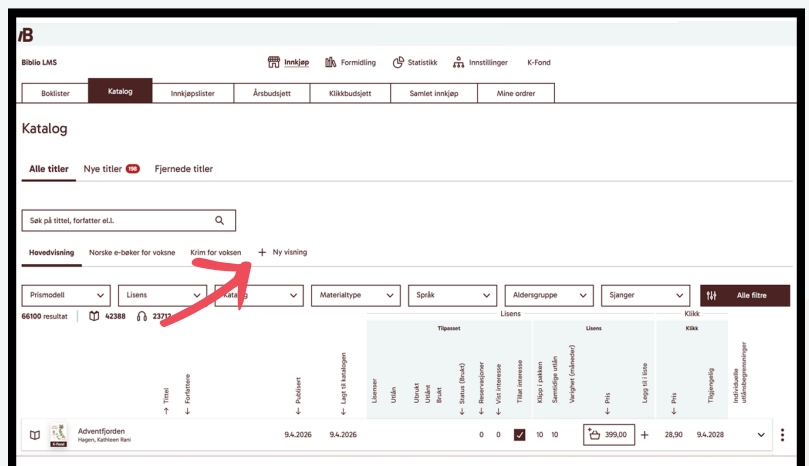 B
Biblio LMS
Innkjøp Formidling Statistikk Innstillinger K-Fond
Boklister Katalog Innkjøpslister Årsbudsjett Klikkbudsjett Samlet innkjøp Mine ordrer
Katalog
Alle titler Nye titler 198 Fjernede titler
Søk på tittel, forfatter el.l.
Hovedvisning Norske e-bøker for voksne Krim for voksen + Ny visning
Prismodell Lisens Katalog Materialtype Språk Aldersgruppe Sjanger Alle filtre
66100 resultat 42388 23712
Lisens Klikk
Tilpasset Lisens Klikk
Tittel
Forfattere
Publisert
Lagt til katalogen
Lisenser
Utlån
Utbrukt
Utlånt
Brukt
Status (Brukt)
Reservasjoner
Vist interesse
Tillat interesse
Klipp i pakken
Samtidige utlån
Varighet (måneder)
Pris
Legg til i liste
Pris
Tilgjengelig
Individuelle
utlånsbegrensninger
Adventfjorden 9.4.2026 9.4.2026 0 0 10 10 399,00 + 28,90 9.4.2028
Hagen, Kathleen Rani
K-Fond